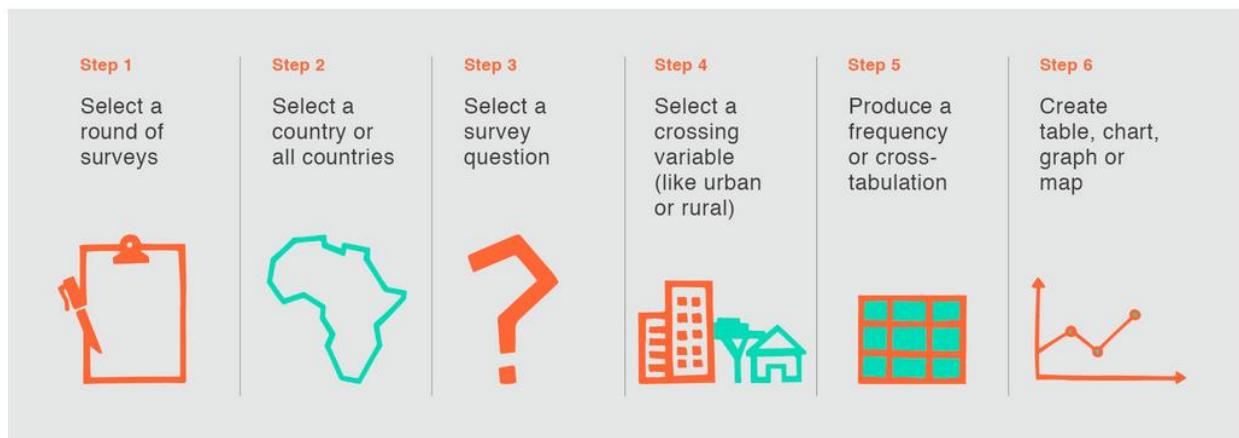 Step 1
Select a
round of
surveys
Step 2
Select a
country or
all countries
Step 3
Select a
survey
question
Step 4
Select a
crossing
variable
(like urban
or rural)
Step 5
Produce a
frequency
or cross-
tabulation
Step 6
Create
table, chart,
graph or
map